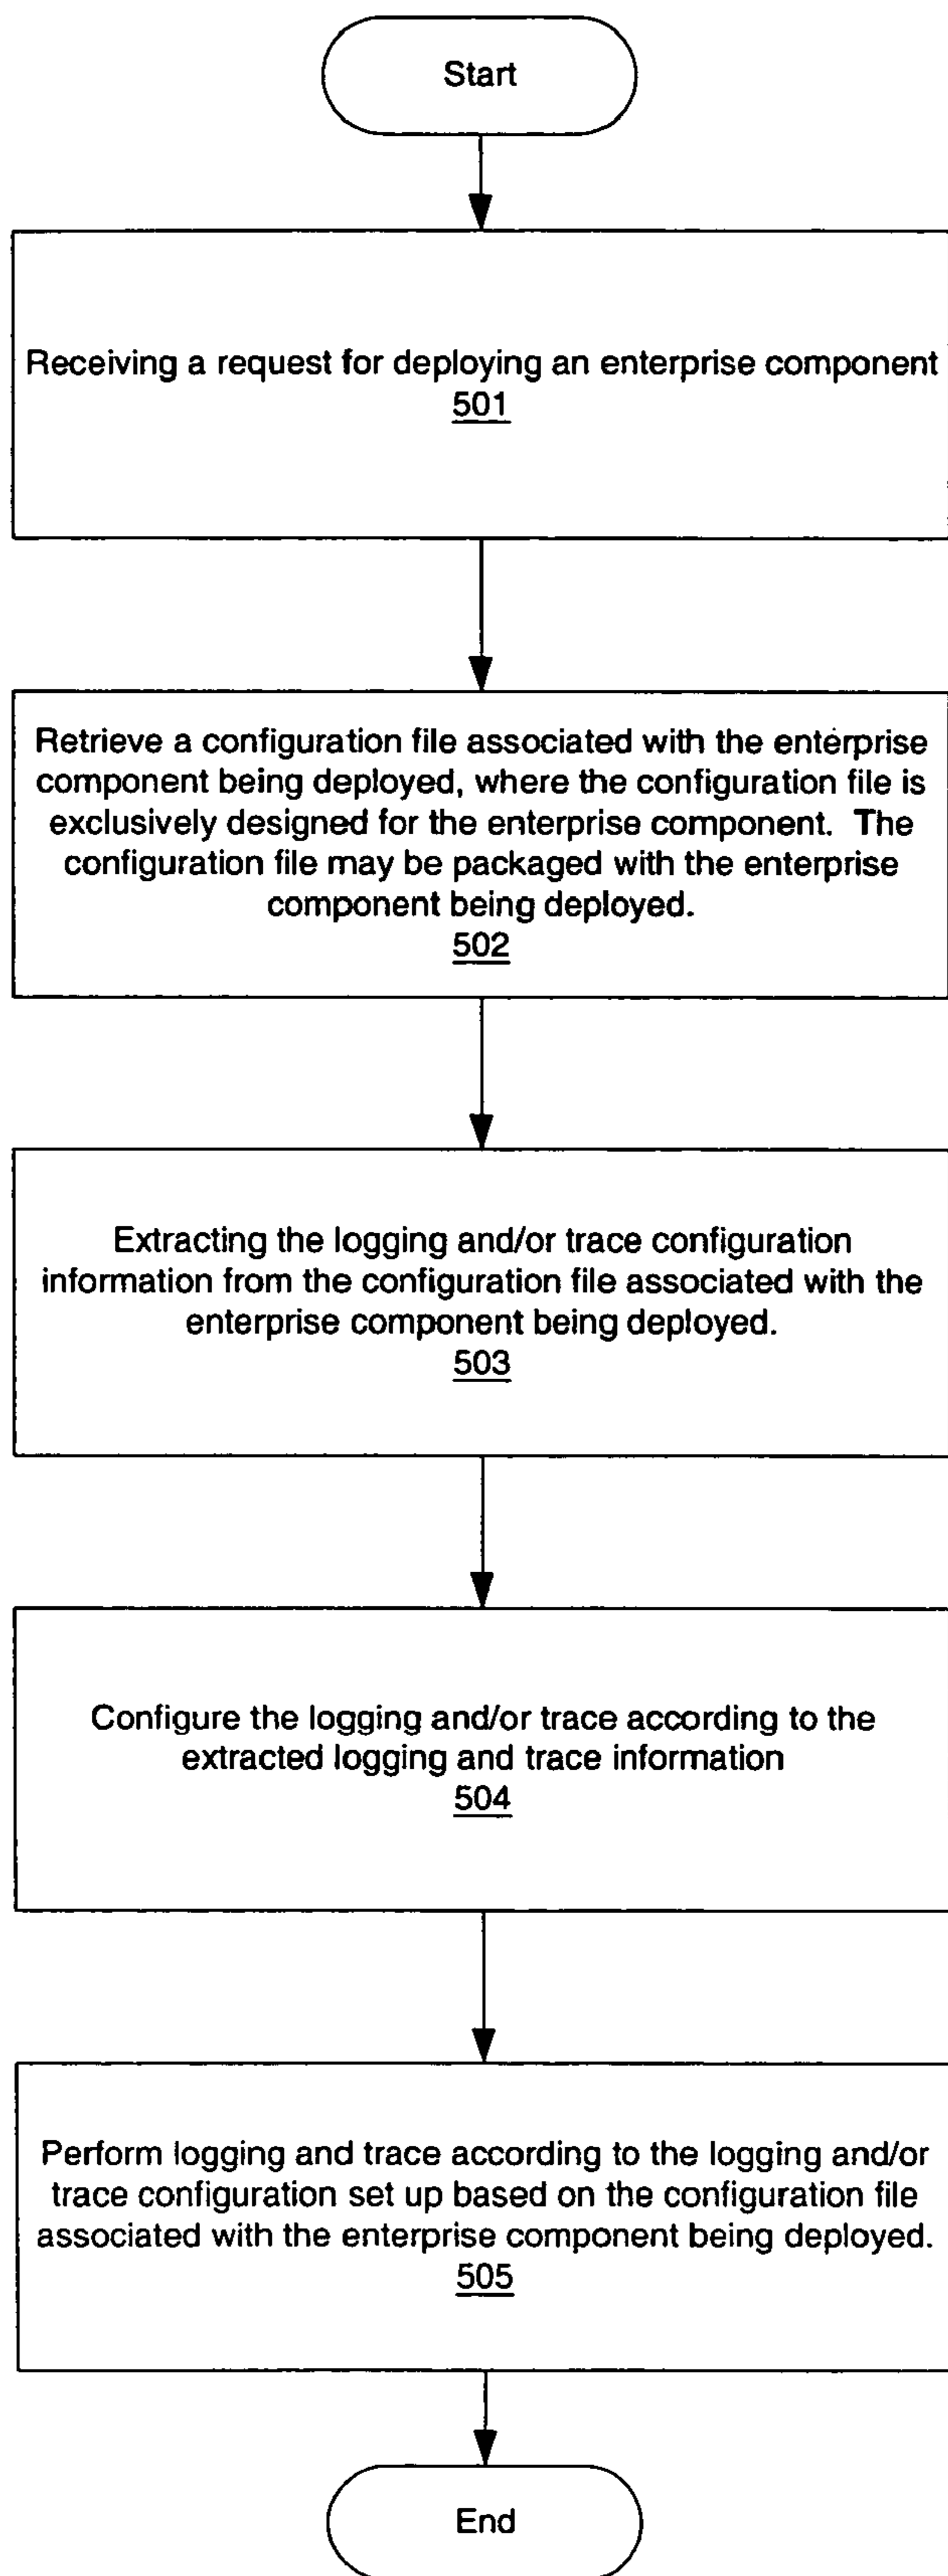 Start
Receiving a request for deploying an enterprise component
501
Retrieve a configuration file associated with the enterprise
component being deployed, where the configuration file is
exclusively designed for the enterprise component.  The
configuration file may be packaged with the enterprise
component being deployed.
502
Extracting the logging and/or trace configuration
information from the configuration file associated with the
enterprise component being deployed.
503
Configure the logging and/or trace according to the
extracted logging and trace information
504
Perform logging and trace according to the logging and/or
trace configuration set up based on the configuration file
associated with the enterprise component being deployed.
505
End